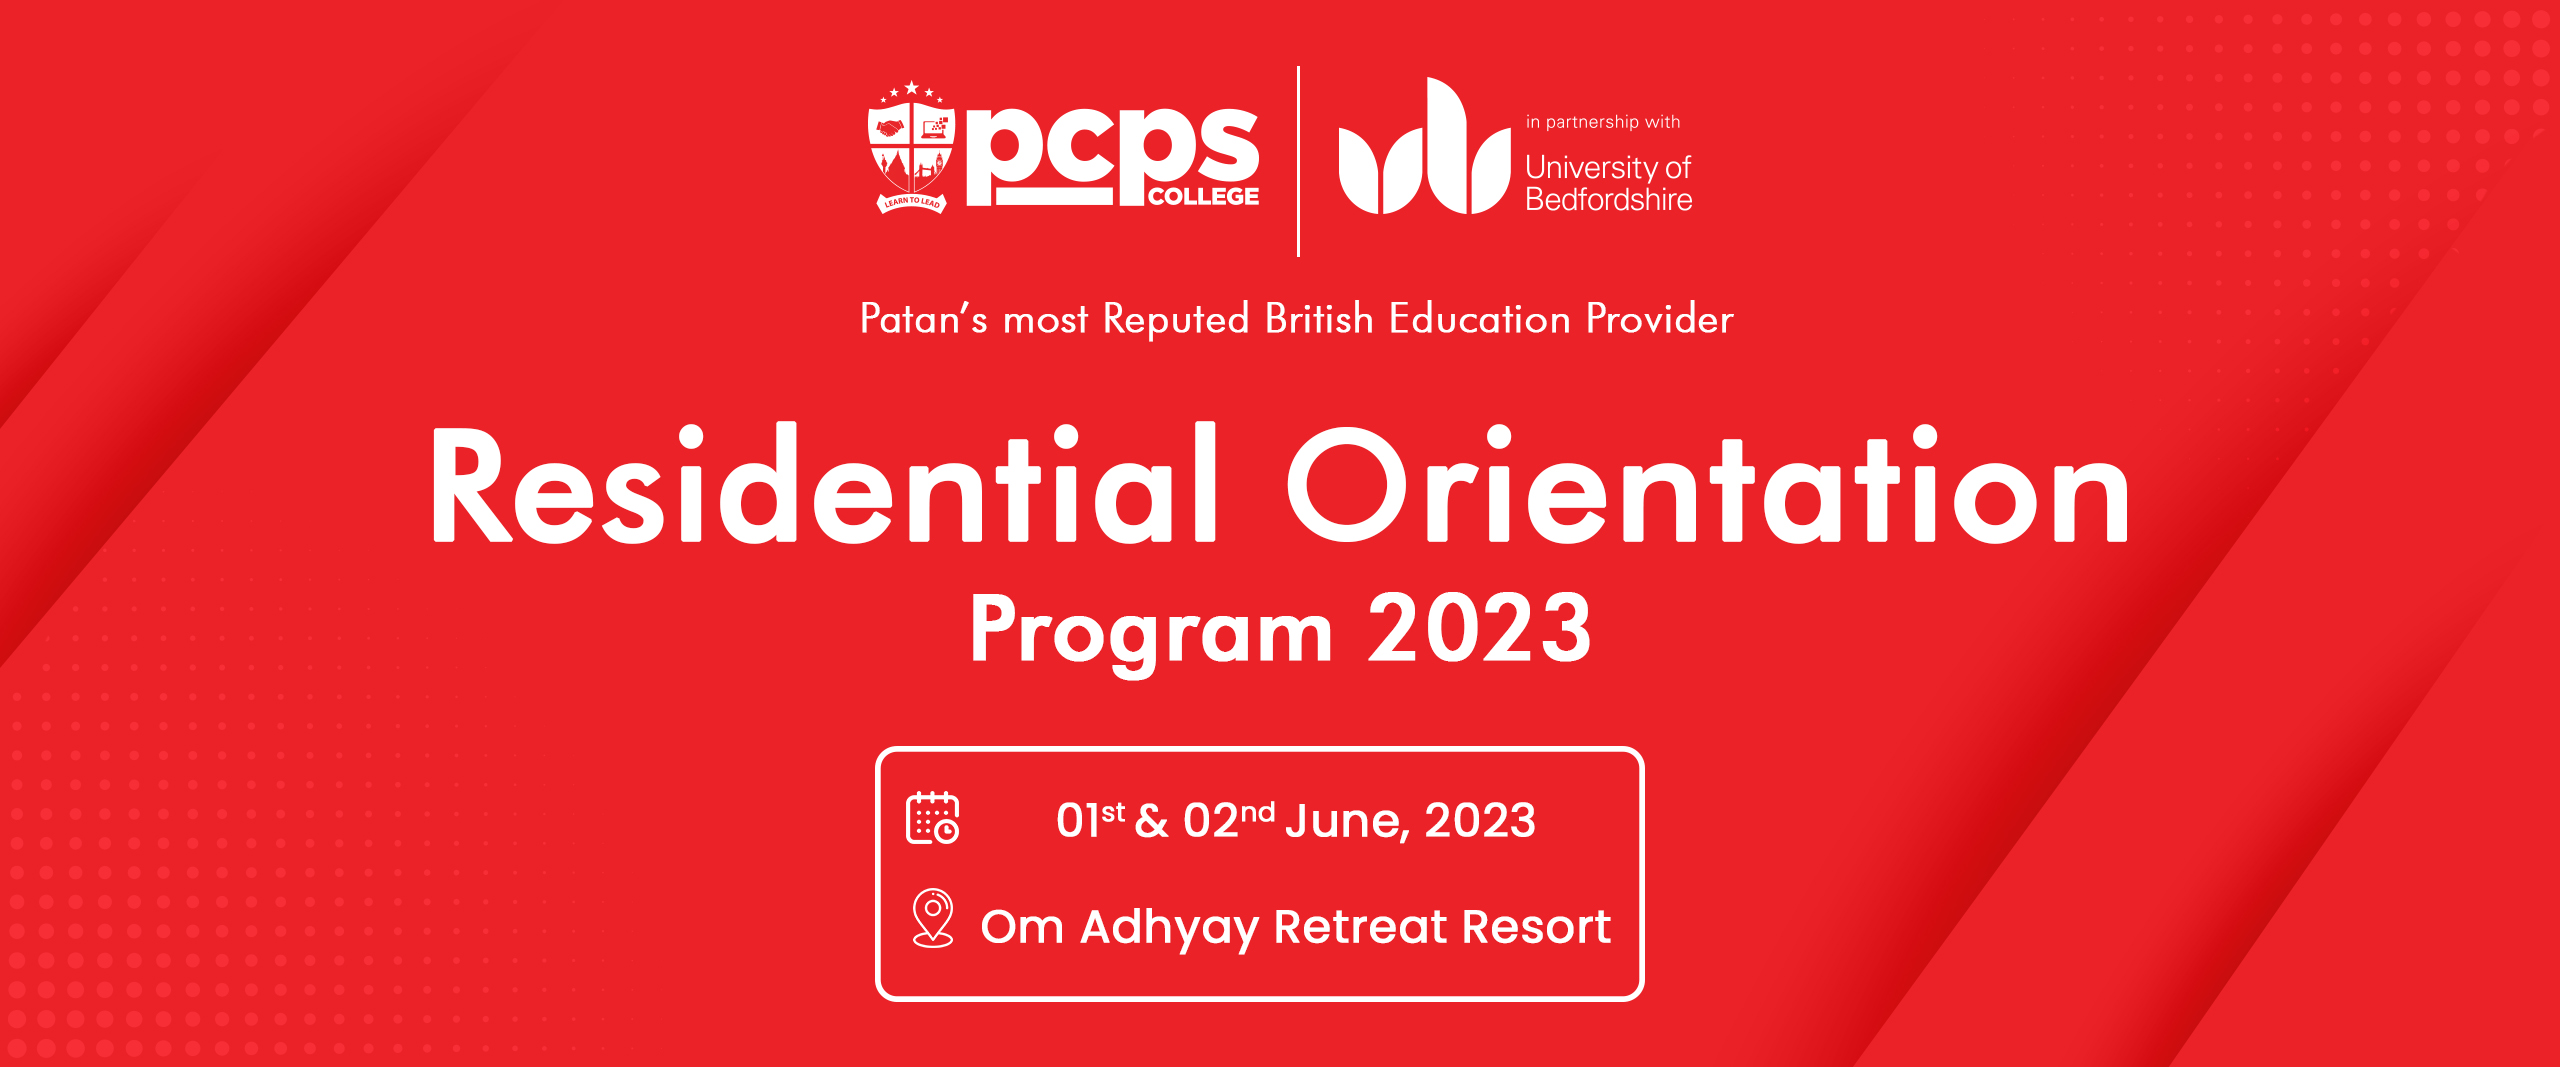 pcps
COLLEGE
LEARN TO LEAD
in partnership with
University of
Bedfordshire
Patan’s most Reputed British Education Provider
Residential Orientation
Program 2023
01st & 02nd June, 2023
Om Adhyay Retreat Resort